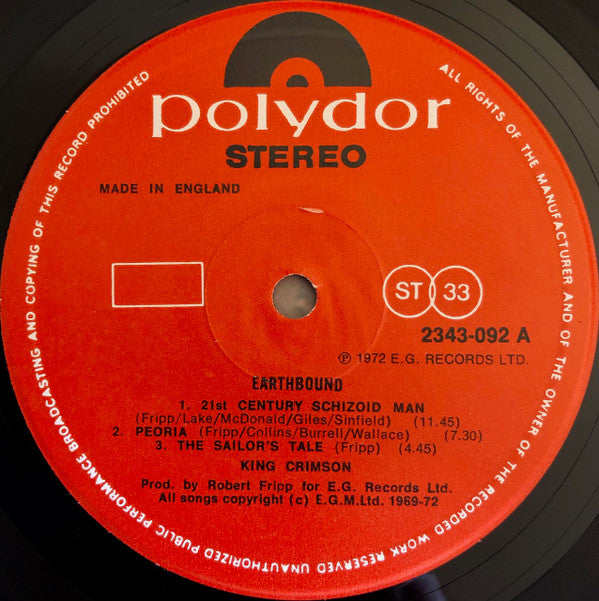 polydor
STEREO
MADE IN ENGLAND
ST 33
2343-092 A
℗ 1972 E.G. RECORDS LTD.
EARTHBOUND
1. 21st CENTURY SCHIZOID MAN
(Fripp/Lake/McDonald/Giles/Sinfield) (11.45)
2. PEORIA (Fripp/Collins/Burrell/Wallace) (7.30)
3. THE SAILOR'S TALE (Fripp) (4.45)
KING CRIMSON
Prod. by Robert Fripp for E.G. Records Ltd.
All songs copyright (c) E.G.M.Ltd. 1969-72
ALL RIGHTS OF THE MANUFACTURER AND OF THE OWNER OF THE RECORDED WORK RESERVED UNAUTHORIZED PUBLIC PERFORMANCE BROADCASTING AND COPYING OF THIS RECORD PROHIBITED